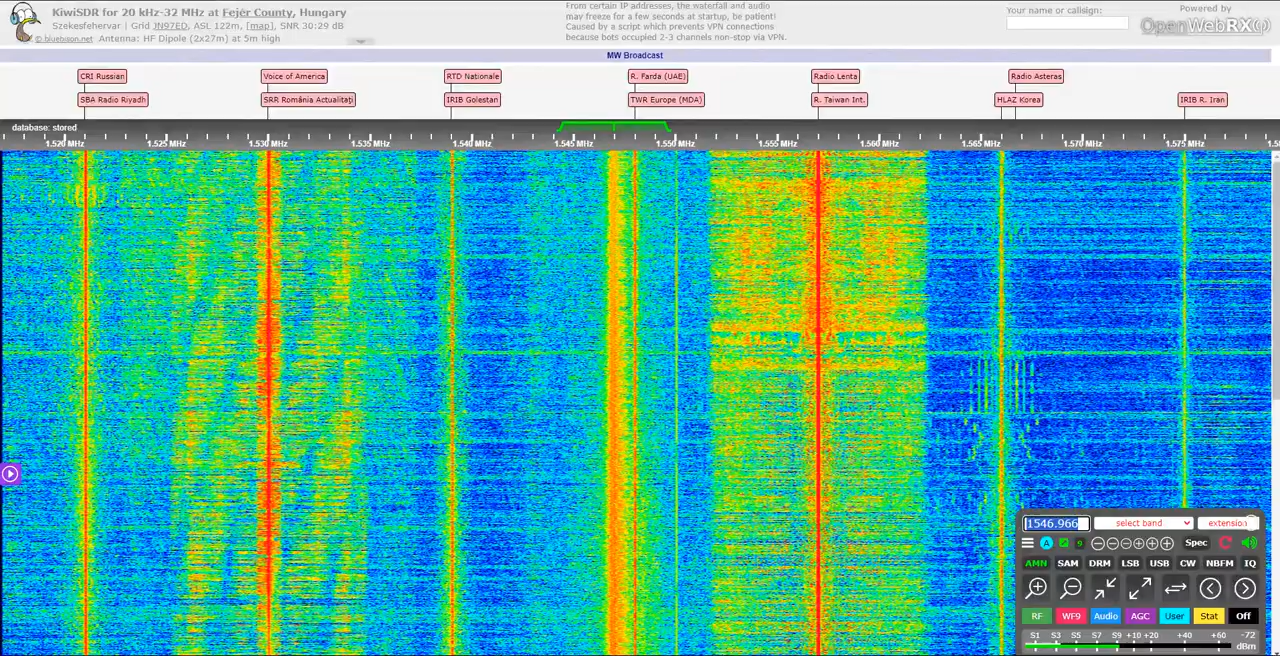 KiwiSDR for 20 kHz-32 MHz at Fejér County, Hungary
Szekesfehervar | Grid JN97ED, ASL 122m, [map], SNR 30:29 dB
© bluebison.net Antenna: HF Dipole (2x27m) at 5m high
From certain IP addresses, the waterfall and audio
may freeze for a few seconds at startup, be patient!
Caused by a script which prevents VPN connections
because bots occupied 2-3 channels non-stop via VPN.
Your name or callsign:
Powered by
OpenWebRX
MW Broadcast
CRI Russian Voice of America RTD Nationale R. Farda (UAE) Radio Lenta Radio Asteras
SBA Radio Riyadh SRR România Actualitaţi IRIB Golestan TWR Europe (MDA) R. Taiwan Int. HLAZ Korea IRIB R. Iran
database: stored
1.520 MHz 1.525 MHz 1.530 MHz 1.535 MHz 1.540 MHz 1.545 MHz 1.550 MHz 1.555 MHz 1.560 MHz 1.565 MHz 1.570 MHz 1.575 MHz
1546.966 select band extension
A 9 Spec
AMN SAM DRM LSB USB CW NBFM IQ
RF WF9 Audio AGC User Stat Off
S1 S3 S5 S7 S9 +10 +20 +40 +60 -72
dBm